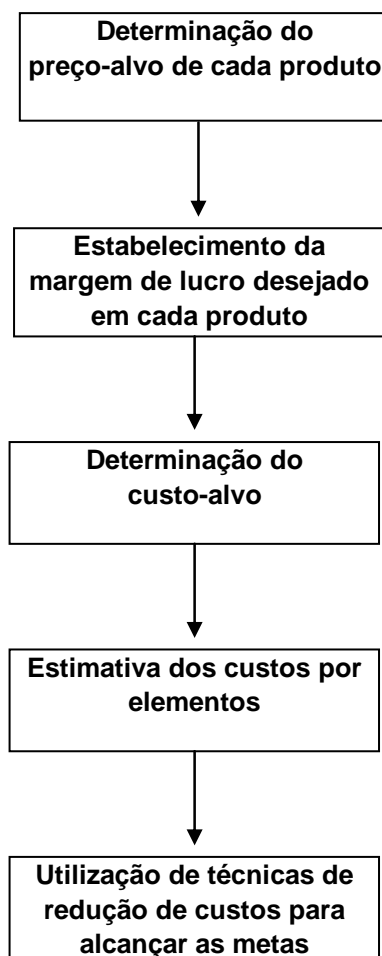 Determinação do
preço-alvo de cada produto
Estabelecimento da
margem de lucro desejado
em cada produto
Determinação do
custo-alvo
Estimativa dos custos por
elementos
Utilização de técnicas de
redução de custos para
alcançar as metas